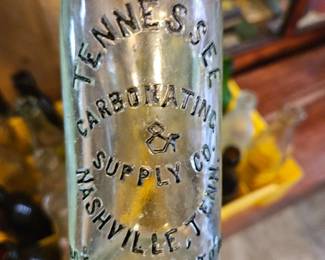 TENNESSEE
CARBONATING
&
SUPPLY CO.
NASHVILLE, TENN.